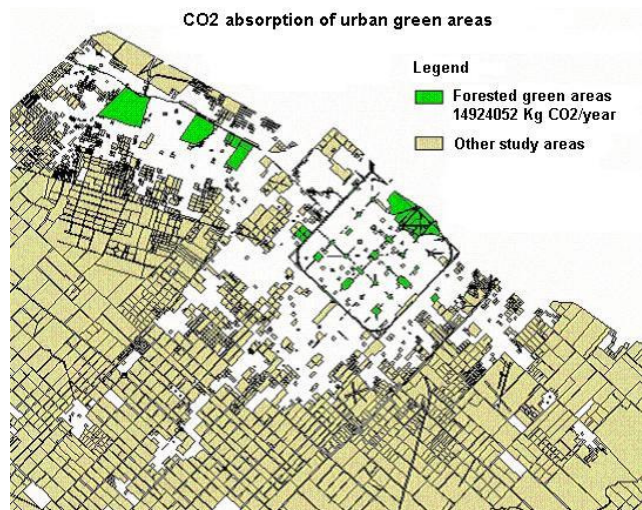 CO2 absorption of urban green areas
Legend
Forested green areas
14924052 Kg CO2/year
Other study areas